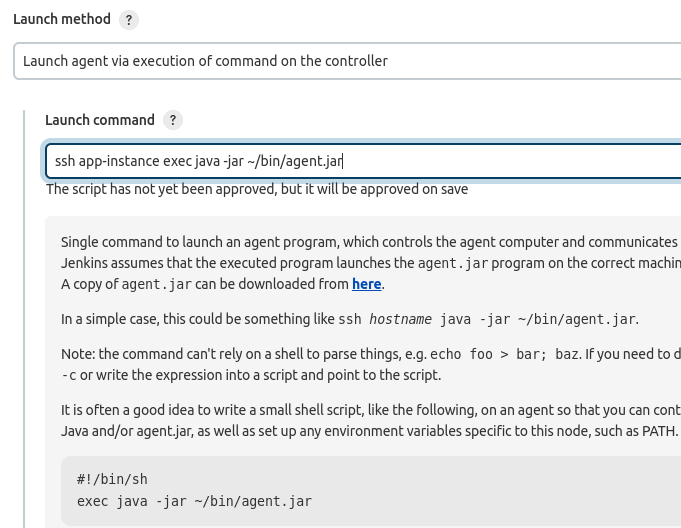 Launch method ?
Launch agent via execution of command on the controller
Launch command ?
ssh app-instance exec java -jar ~/bin/agent.jar
The script has not yet been approved, but it will be approved on save
Single command to launch an agent program, which controls the agent computer and communicates
Jenkins assumes that the executed program launches the agent.jar program on the correct machin
A copy of agent.jar can be downloaded from here.
In a simple case, this could be something like ssh hostname java -jar ~/bin/agent.jar.
Note: the command can't rely on a shell to parse things, e.g. echo foo > bar; baz. If you need to d
-c or write the expression into a script and point to the script.
It is often a good idea to write a small shell script, like the following, on an agent so that you can cont
Java and/or agent.jar, as well as set up any environment variables specific to this node, such as PATH.
#!/bin/sh
exec java -jar ~/bin/agent.jar